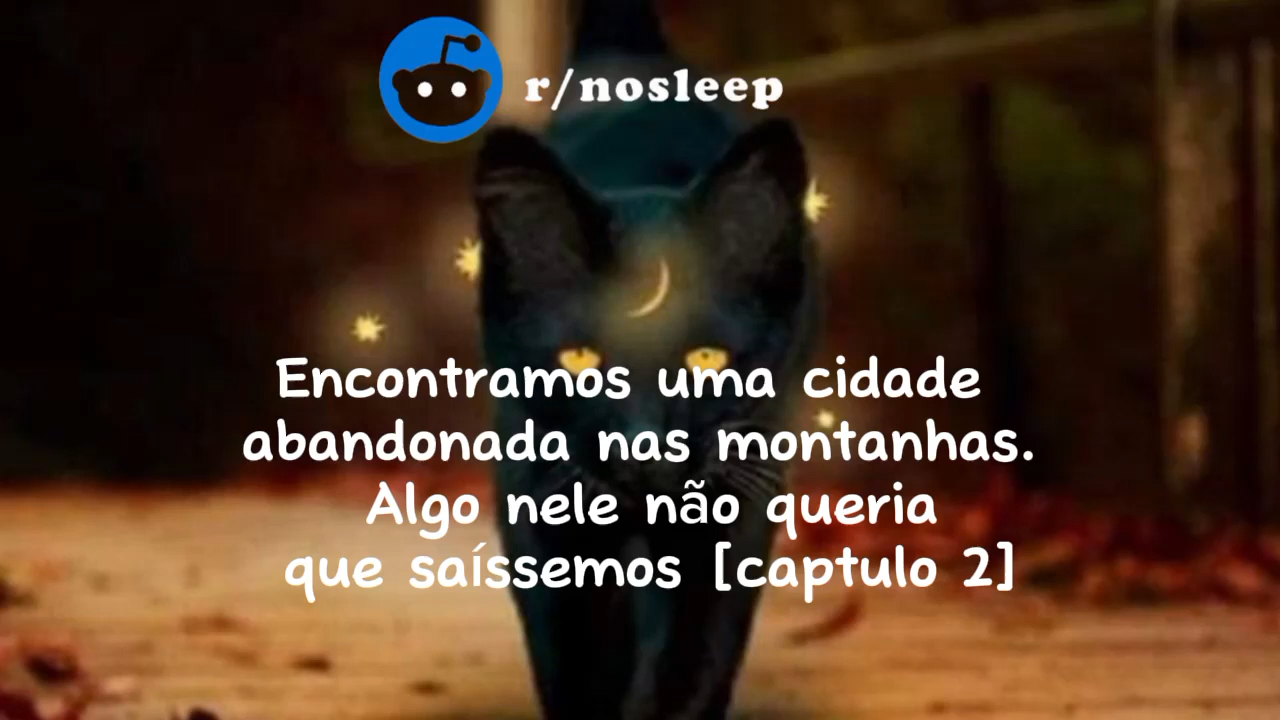 r/nosleep
Encontramos uma cidade
abandonada nas montanhas.
Algo nele não queria
que saíssemos [captulo 2]